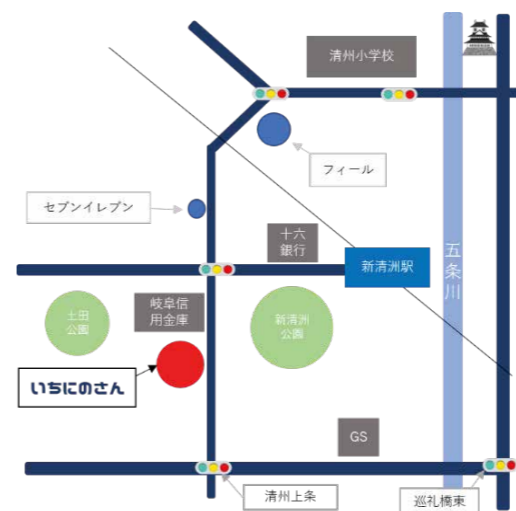 清州小学校
フィール
セブンイレブン
十六
銀行
新清洲駅
五条川
土田
公園
岐阜信
用金庫
新清洲
公園
いちにのさん
GS
清州上条
巡礼橋東